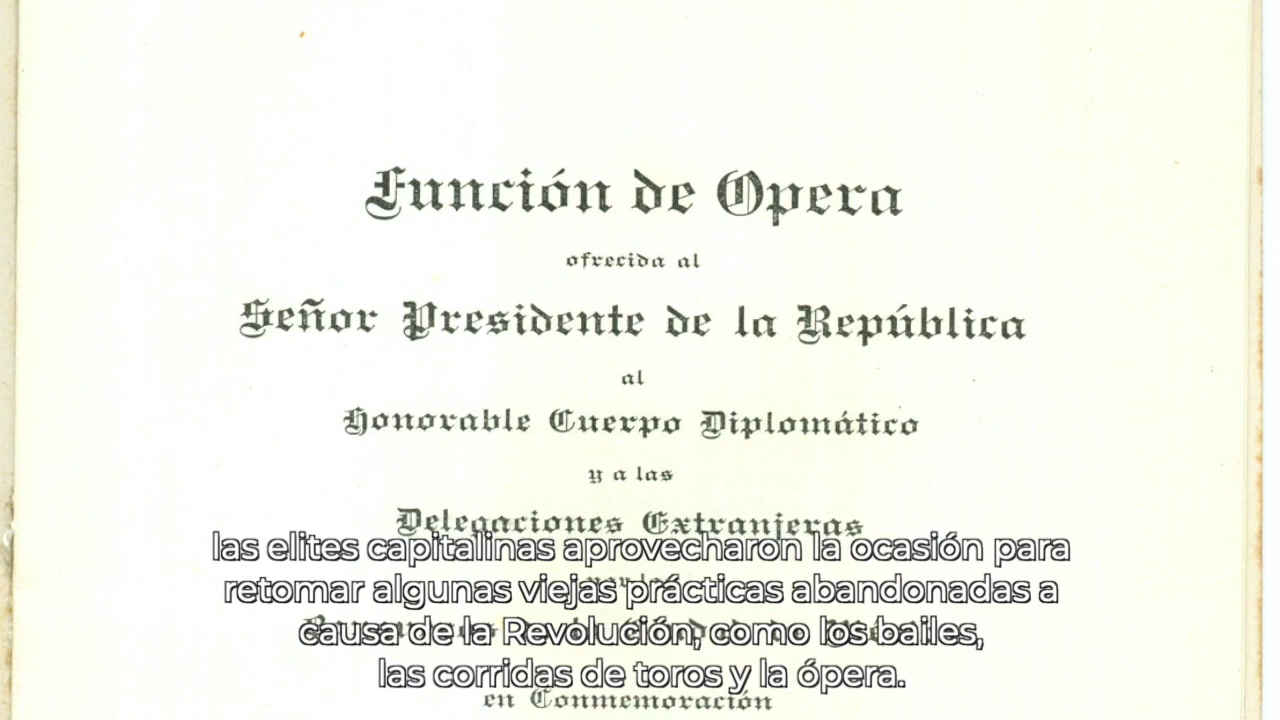 Función de Opera
ofrecida al
Señor Presidente de la República
al
Honorable Cuerpo Diplomático
y a las
Delegaciones Extranjeras
las elites capitalinas aprovecharon la ocasión para
retomar algunas viejas prácticas abandonadas a
causa de la Revolución, como los bailes,
las corridas de toros y la ópera.
en Conmemoración